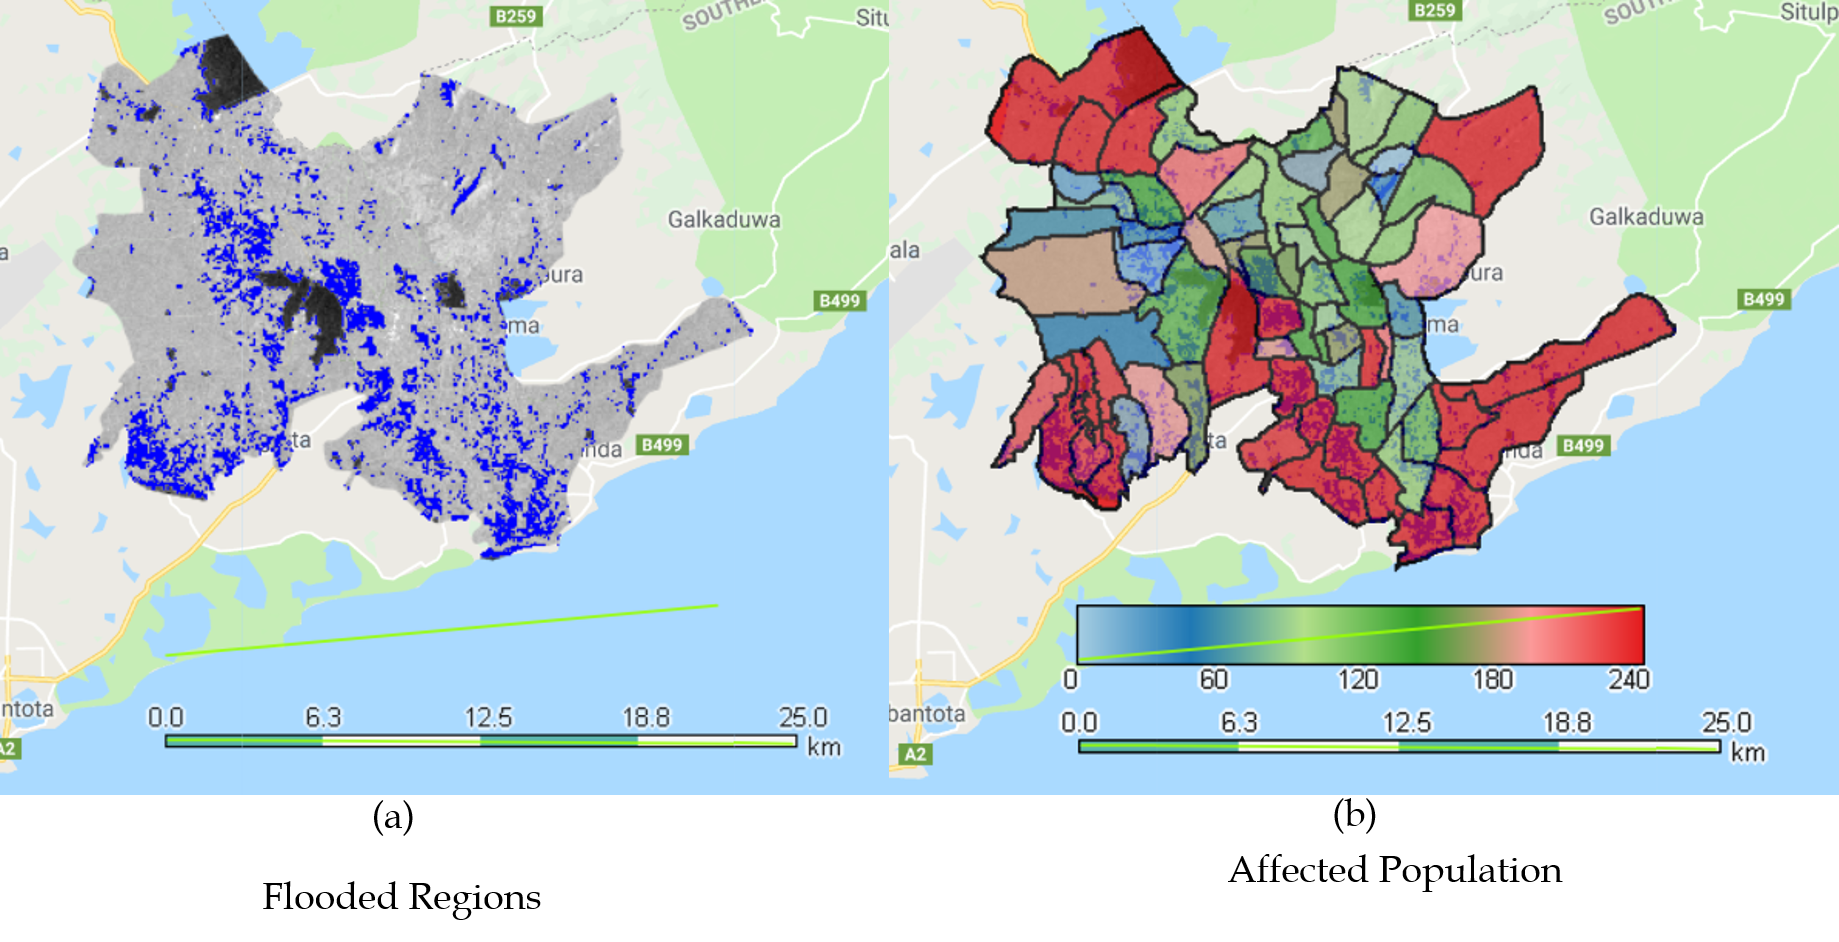 B259
SOUTHE
Situ
Galkaduwa
a
ura
B499
ma
ta
nda
B499
ntota
A2
0.0 6.3 12.5 18.8 25.0
km
(a)
Flooded Regions
B259
SOUT
Situlp
Galkaduwa
ala
ura
B499
ma
ta
nda
B499
0 60 120 180 240
bantota
A2
0.0 6.3 12.5 18.8 25.0
km
(b)
Affected Population